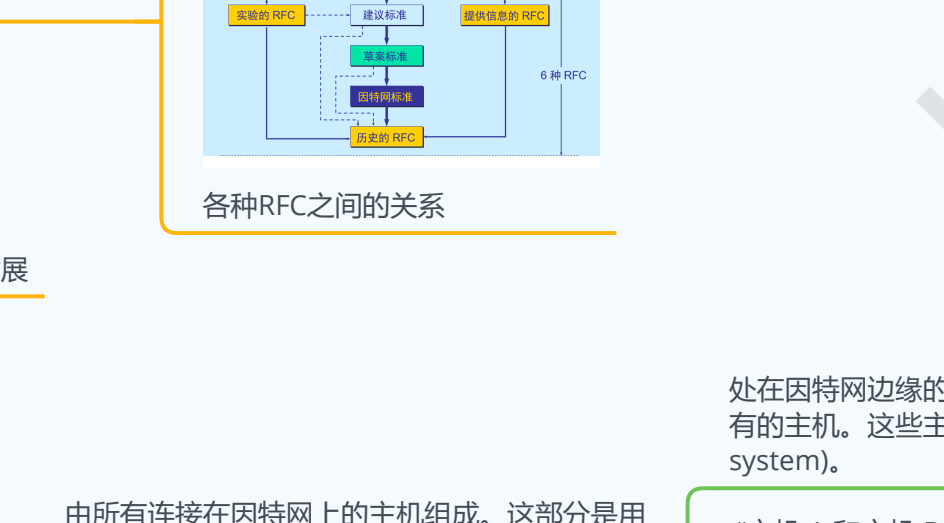 实验的 RFC
建议标准
提供信息的 RFC
草案标准
6 种 RFC
因特网标准
历史的 RFC
各种RFC之间的关系
展
处在因特网边缘的
有的主机。这些主
system)。
由所有连接在因特网上的主机组成。这部分是用